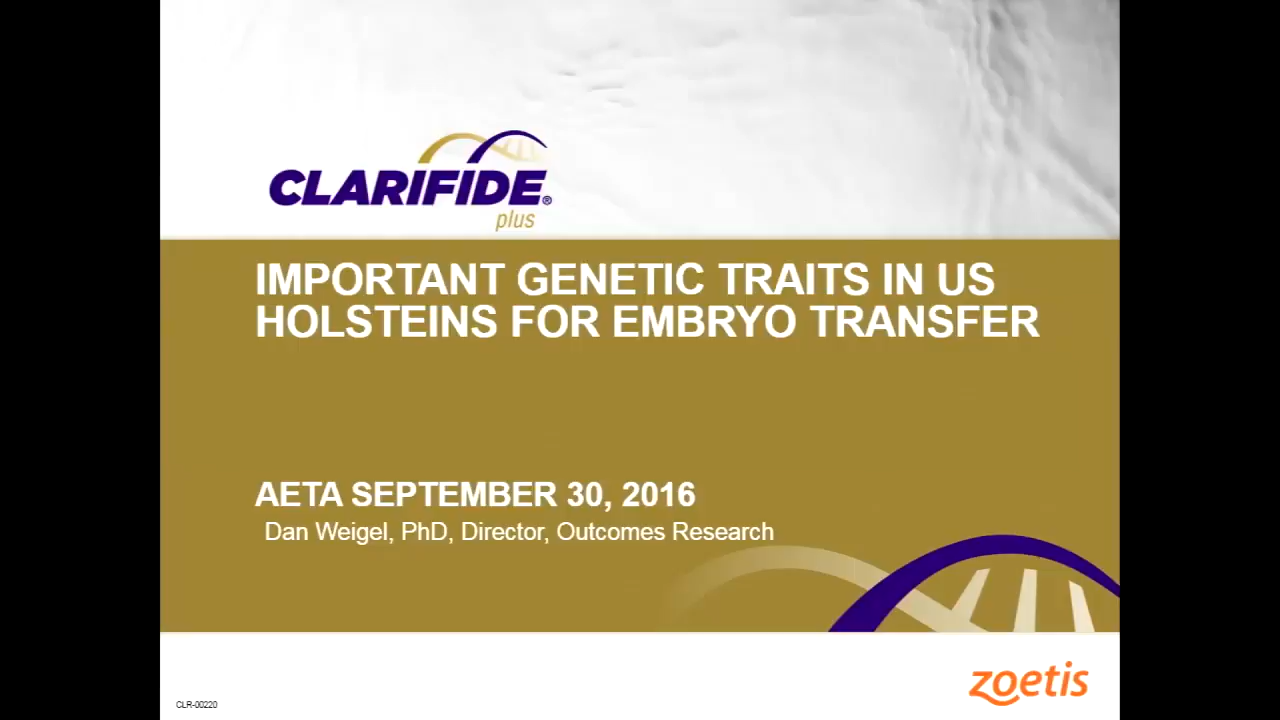 CLARIFIDE®
plus
IMPORTANT GENETIC TRAITS IN US
HOLSTEINS FOR EMBRYO TRANSFER
AETA SEPTEMBER 30, 2016
Dan Weigel, PhD, Director, Outcomes Research
zoetis
CLR-00220